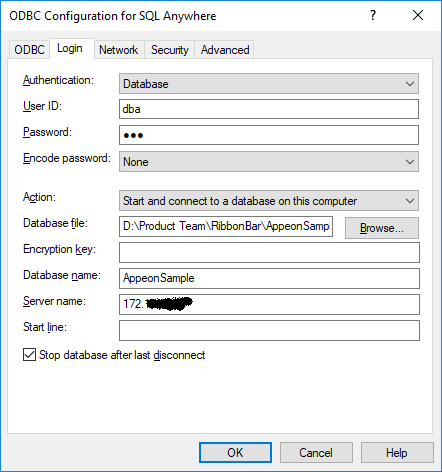 ODBC Configuration for SQL Anywhere
ODBC Login Network Security Advanced
Authentication: Database
User ID: dba
Password: ●●●
Encode password: None
Action: Start and connect to a database on this computer
Database file: D:\Product Team\RibbonBar\AppeonSamp Browse...
Encryption key:
Database name: AppeonSample
Server name: 172.
Start line:
Stop database after last disconnect
OK Cancel Help